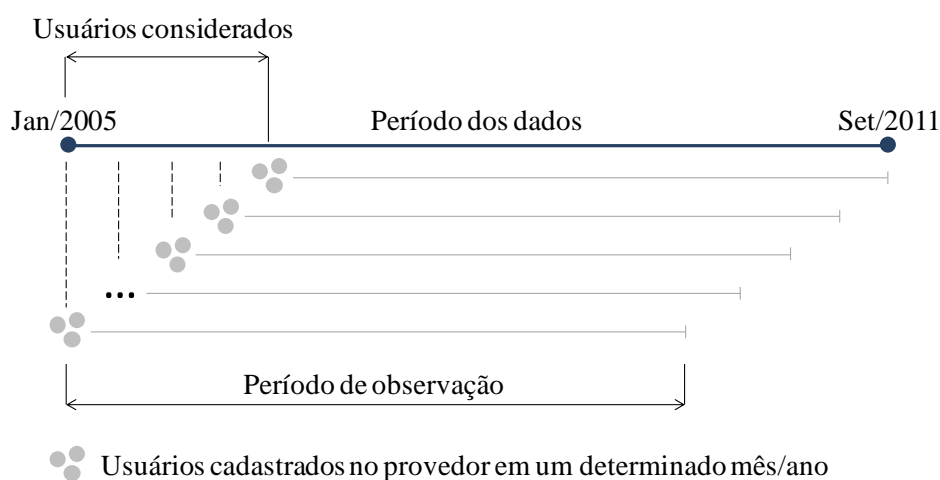 Usuários considerados
Jan/2005 Período dos dados Set/2011
...
Período de observação
Usuários cadastrados no provedor em um determinado mês/ano